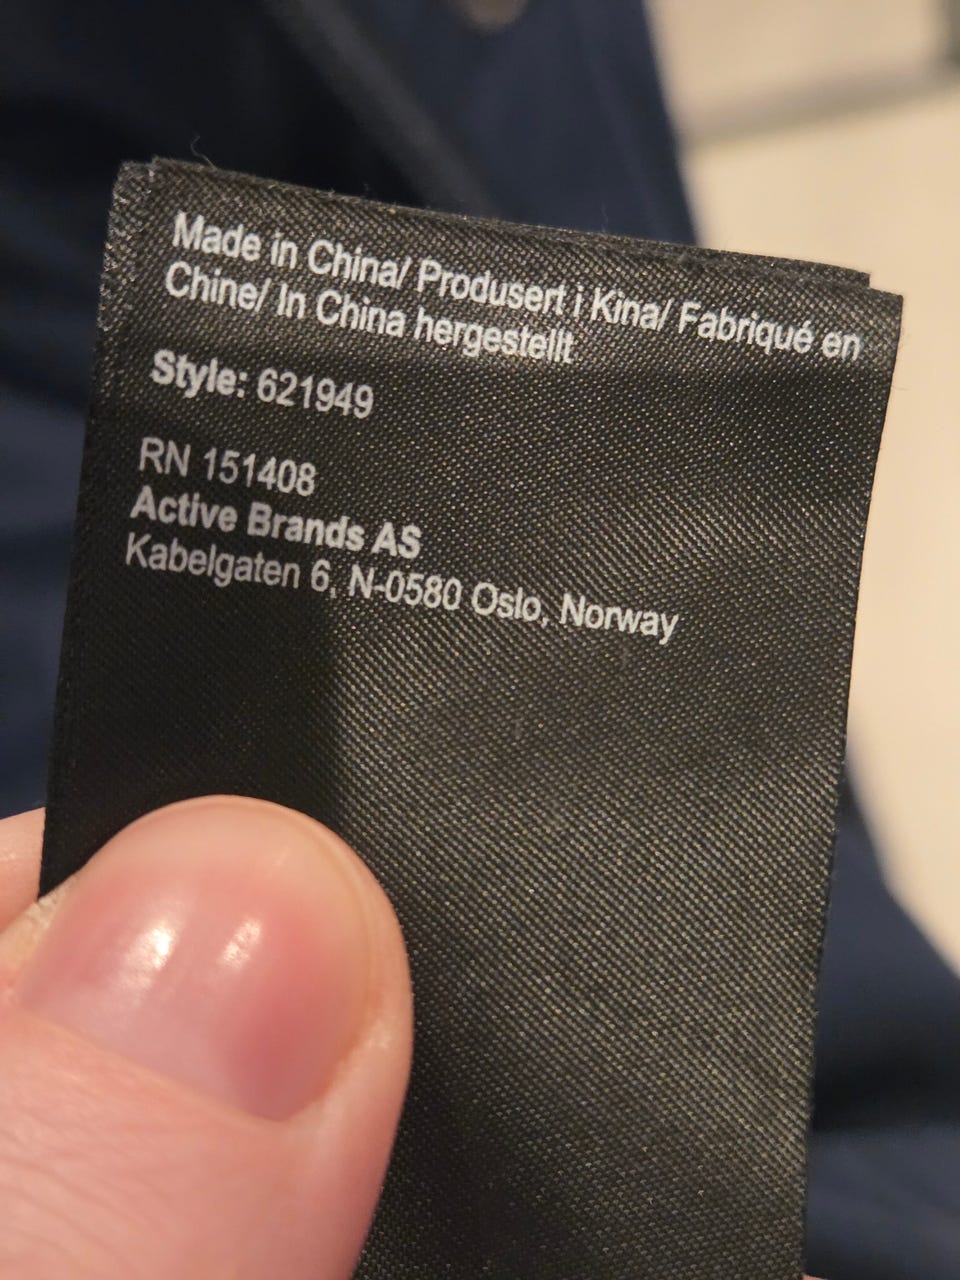 Made in China/ Produsert i Kina/ Fabriqué en
Chine/ In China hergestellt
Style: 621949
RN 151408
Active Brands AS
Kabelgaten 6, N-0580 Oslo, Norway